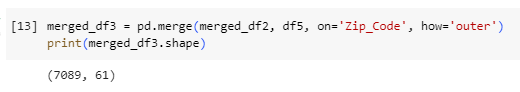 [13] merged_df3 = pd.merge(merged_df2, df5, on='Zip_Code', how='outer')
print(merged_df3.shape)
(7089, 61)